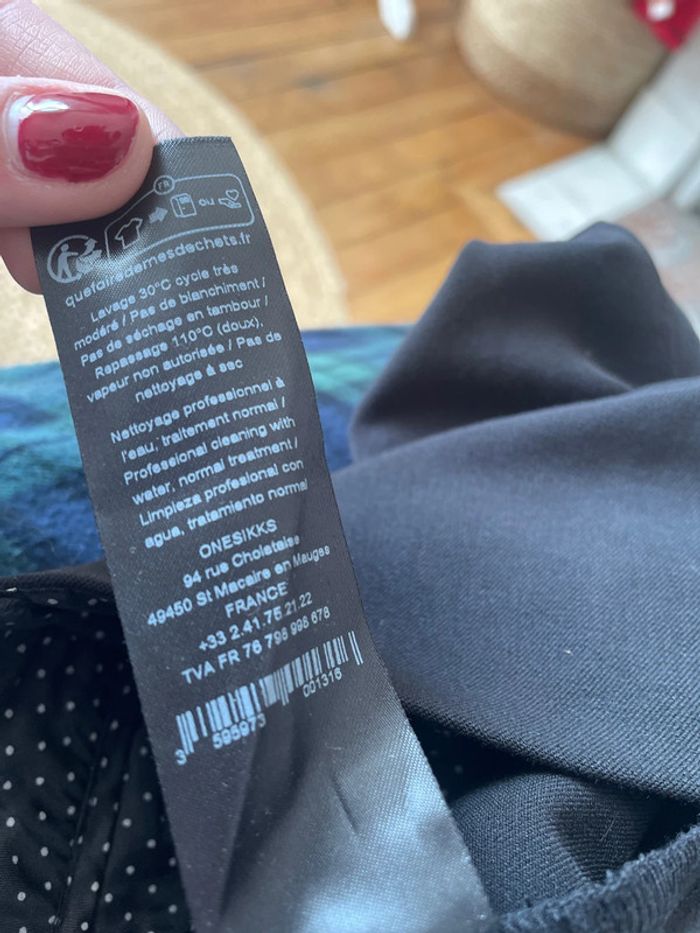 FR
ou
quefairedemesdechets.fr
Lavage 30°C cycle très
modéré / Pas de blanchiment /
Pas de séchage en tambour /
Repassage 110°C (doux),
vapeur non autorisée / Pas de
nettoyage à sec
Nettoyage professionnel à
l'eau, traitement normal /
Professional cleaning with
water, normal treatment /
Limpieza profesional con
agua, tratamiento normal
ONESIKKS
94 rue Choletaise
49450 St Macaire en Mauges
FRANCE
+33 2.41.75.21.22
TVA FR 76 798 998 678
3 595973 001316